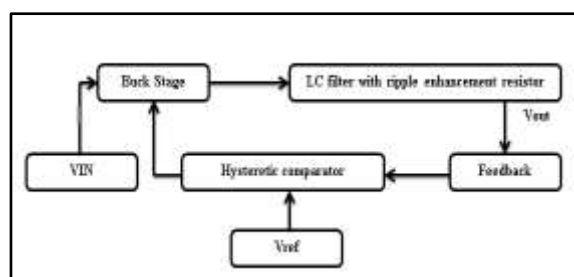 Buck Stage
LC filter with ripple enhancement resistor
Vout
VIN
Hysteretic comparator
Feedback
Vref